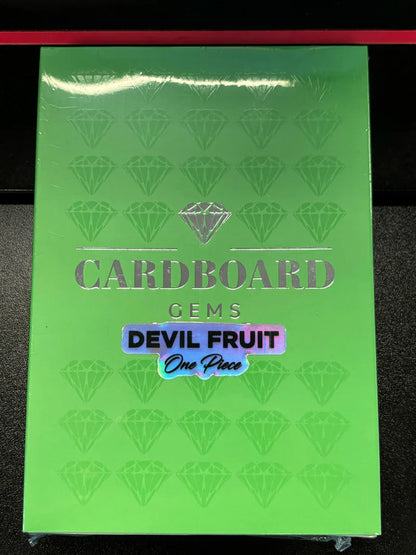 CARDBOARD
GEMS
DEVIL FRUIT
One Piece